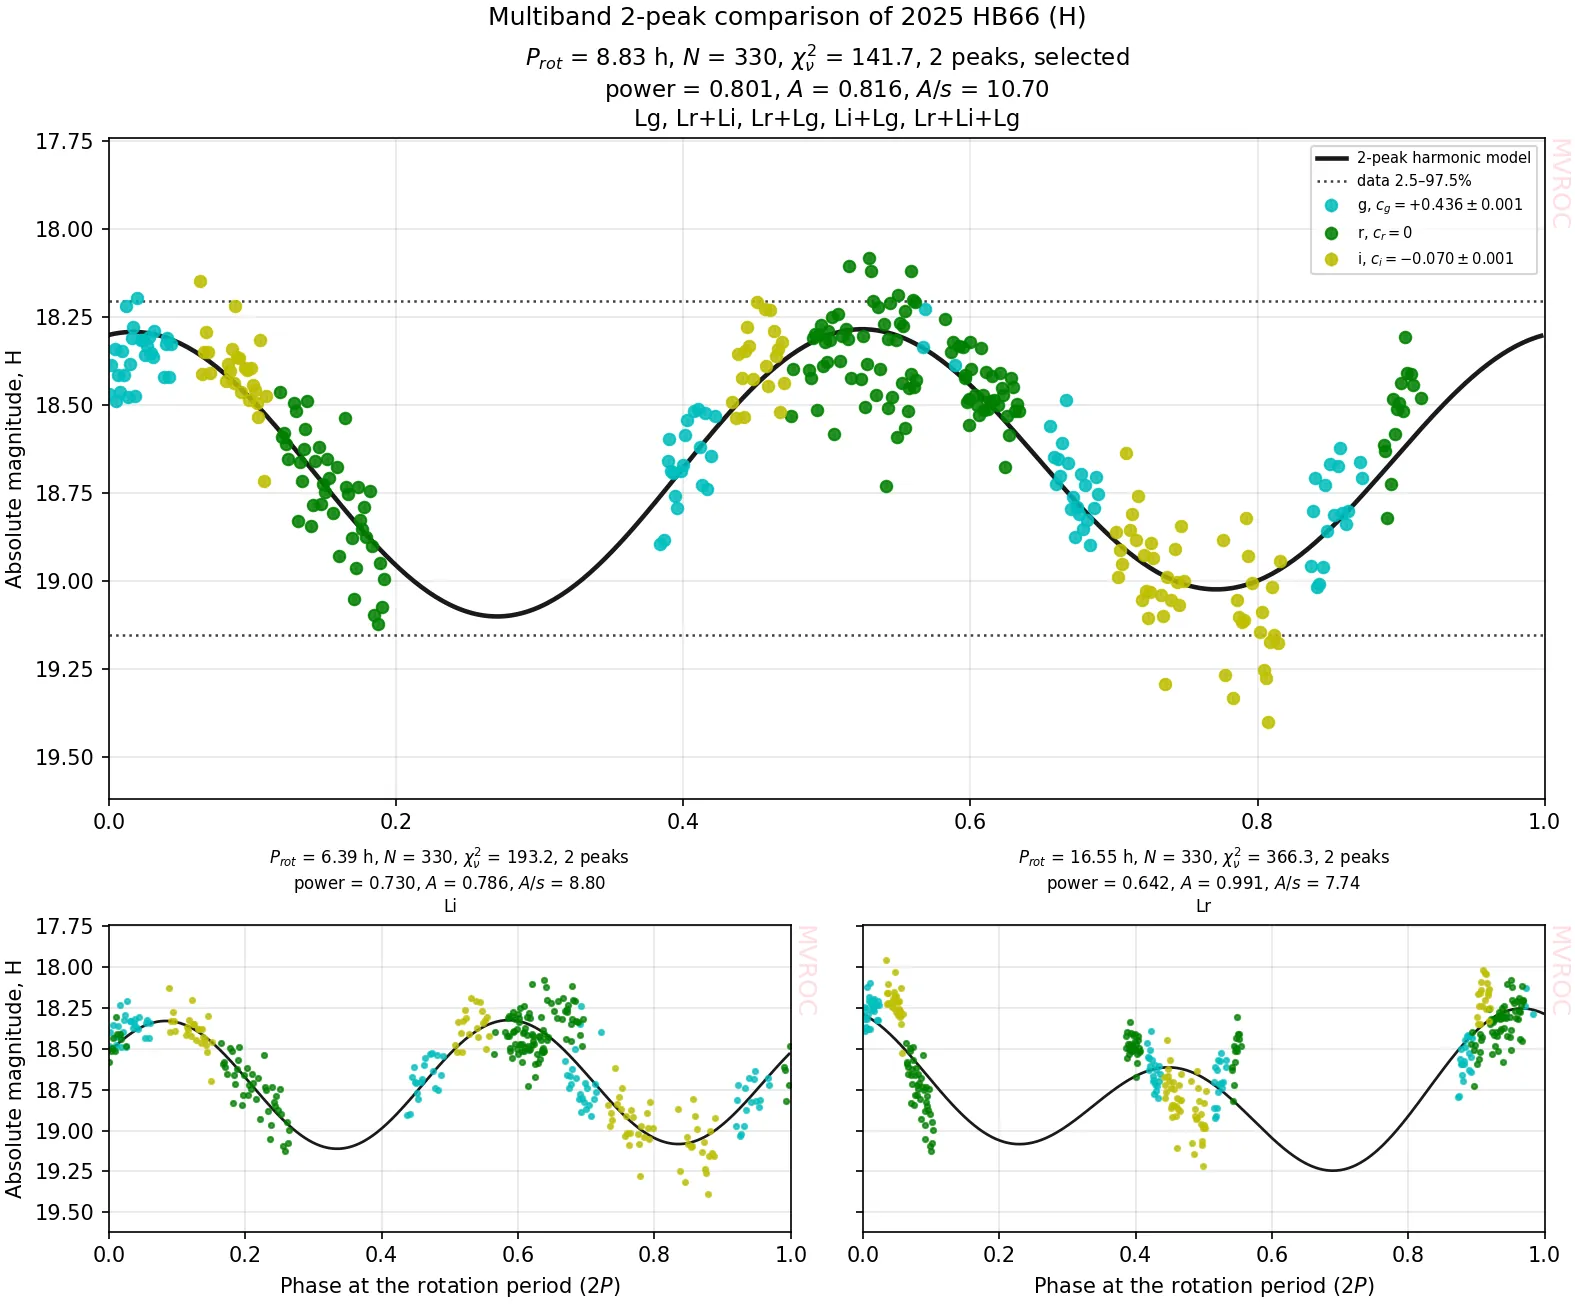 Multiband 2-peak comparison of 2025 HB66 (H)
P_rot = 8.83 h, N = 330, χ²_ν = 141.7, 2 peaks, selected
power = 0.801, A = 0.816, A/s = 10.70
Lg, Lr+Li, Lr+Lg, Li+Lg, Lr+Li+Lg
17.75
18.00
18.25
18.50
18.75
19.00
19.25
19.50
Absolute magnitude, H
2-peak harmonic model
data 2.5–97.5%
g, c_g = +0.436 ± 0.001
r, c_r = 0
i, c_i = −0.070 ± 0.001
MVROC
0.0 0.2 0.4 0.6 0.8 1.0
P_rot = 6.39 h, N = 330, χ²_ν = 193.2, 2 peaks
power = 0.730, A = 0.786, A/s = 8.80
Li
17.75
18.00
18.25
18.50
18.75
19.00
19.25
19.50
Absolute magnitude, H
MVROC
0.0 0.2 0.4 0.6 0.8 1.0
Phase at the rotation period (2P)
P_rot = 16.55 h, N = 330, χ²_ν = 366.3, 2 peaks
power = 0.642, A = 0.991, A/s = 7.74
Lr
MVROC
0.0 0.2 0.4 0.6 0.8 1.0
Phase at the rotation period (2P)